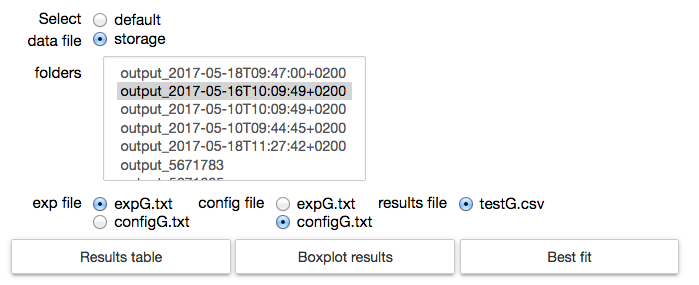 Select default
data file storage
folders
output_2017-05-18T09:47:00+0200
output_2017-05-16T10:09:49+0200
output_2017-05-10T10:09:49+0200
output_2017-05-10T09:44:45+0200
output_2017-05-18T11:27:42+0200
output_5671783
exp file expG.txt config file expG.txt results file testG.csv
configG.txt configG.txt
Results table Boxplot results Best fit